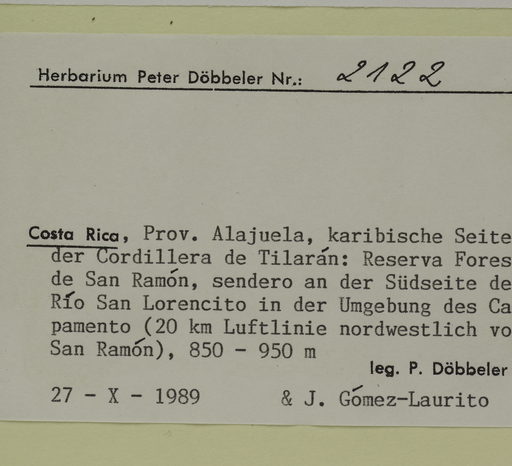 Herbarium Peter Döbbeler Nr.: 2122
Costa Rica, Prov. Alajuela, karibische Seite
der Cordillera de Tilarán: Reserva Fores
de San Ramón, sendero an der Südseite de
Río San Lorencito in der Umgebung des Ca
pamento (20 km Luftlinie nordwestlich vo
San Ramón), 850 - 950 m
leg. P. Döbbeler
27 - X - 1989 & J. Gómez-Laurito